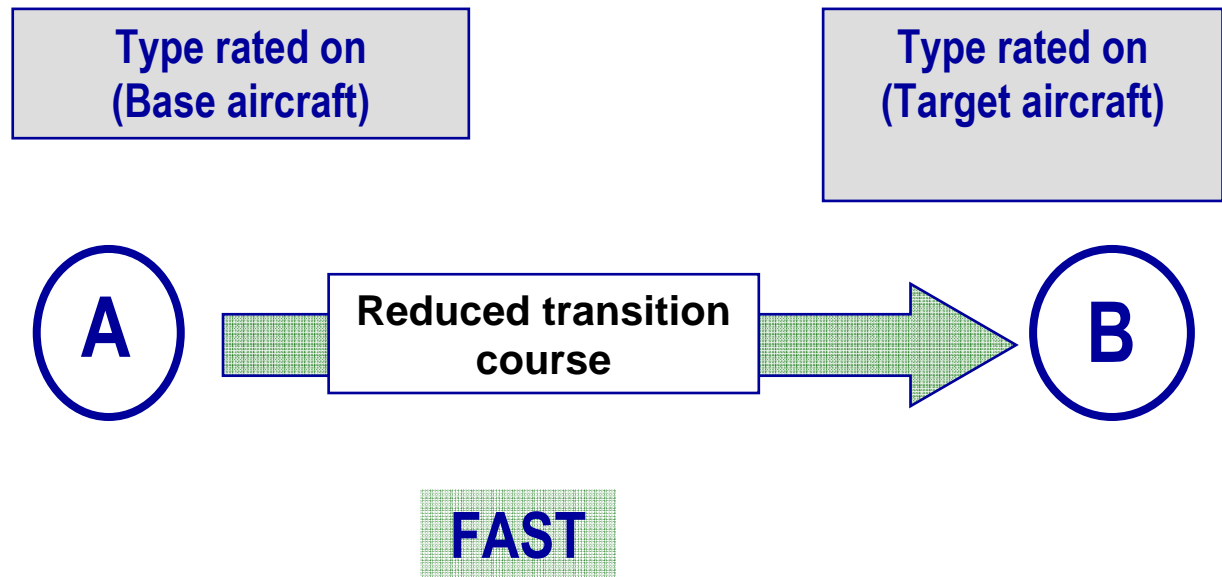 Type rated on
(Base aircraft)
Type rated on
(Target aircraft)
A
Reduced transition
course
B
FAST